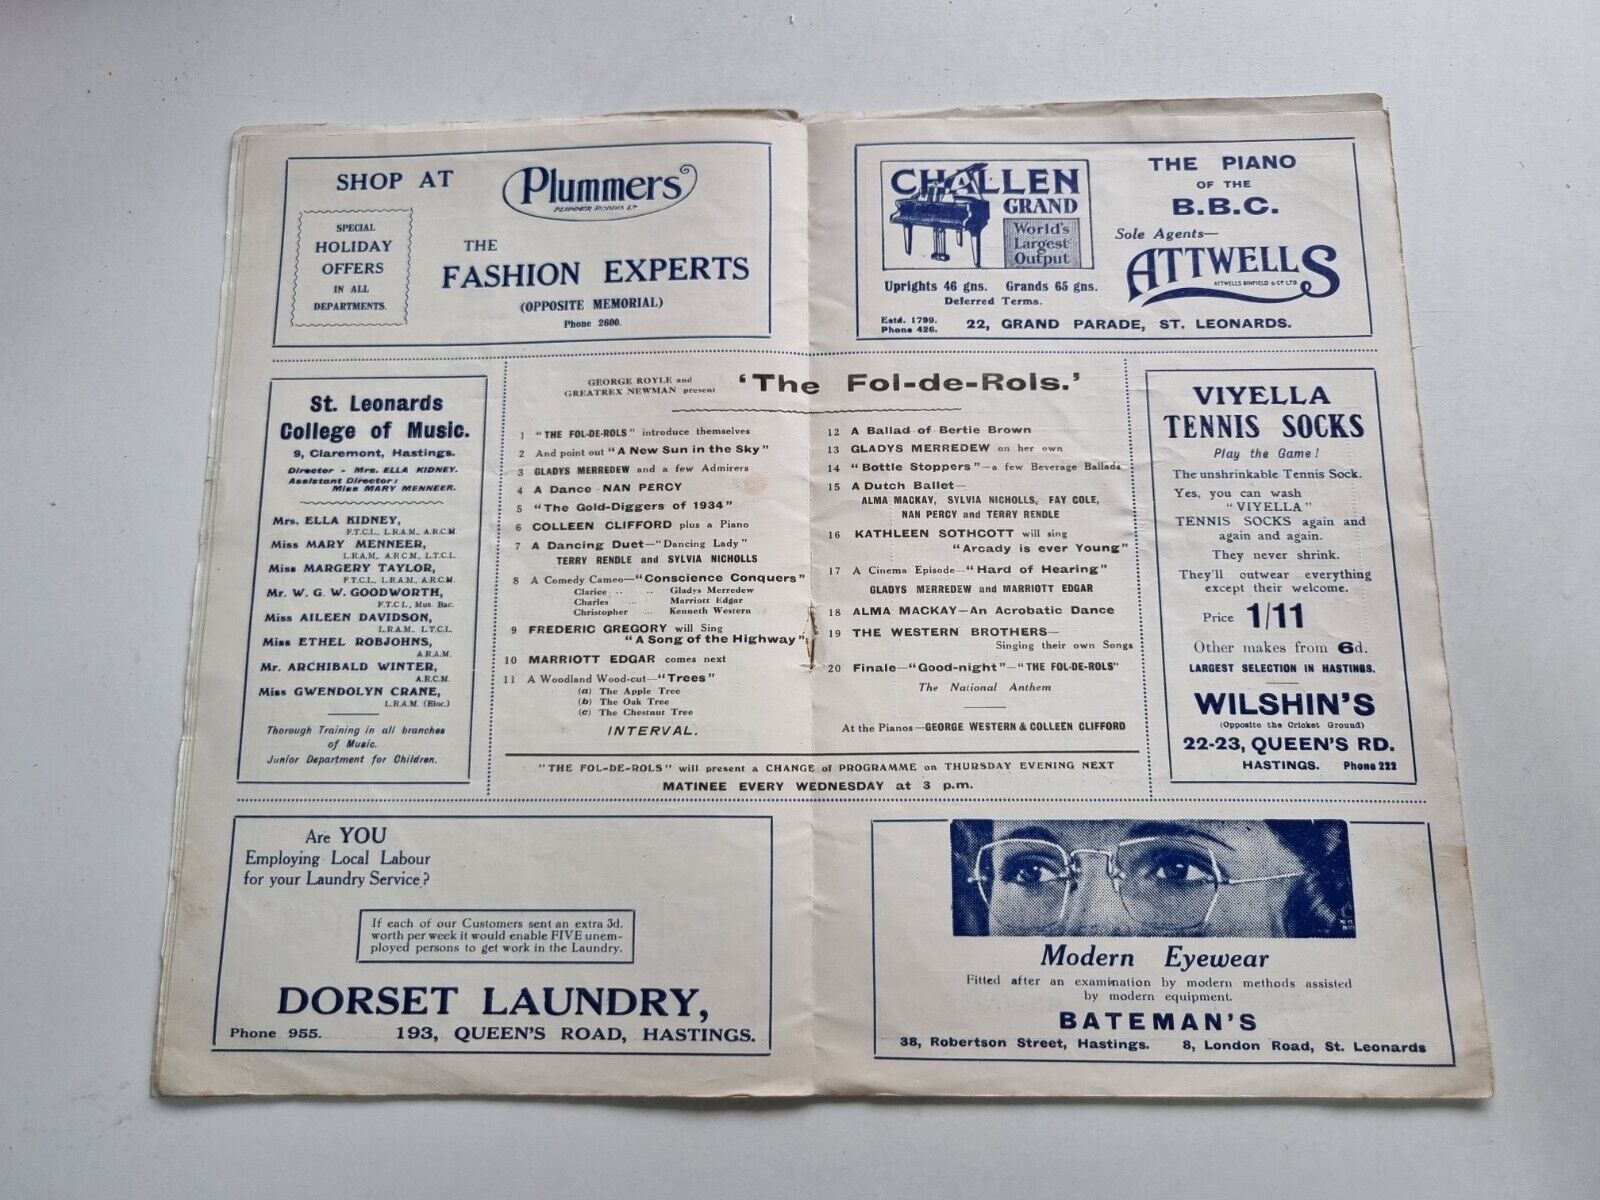 SHOP AT
Plummers
PLUMMER RODDIS LTD
SPECIAL
HOLIDAY
OFFERS
IN ALL
DEPARTMENTS.
THE
FASHION EXPERTS
(OPPOSITE MEMORIAL)
Phone 2600.
CHALLEN
GRAND
World's
Largest
Output
THE PIANO
OF THE
B.B.C.
Sole Agents—
ATTWELLS
ATTWELLS BINFIELD & CO. LTD.
Uprights 46 gns. Grands 65 gns.
Deferred Terms.
Estd. 1799.
Phone 426.
22, GRAND PARADE, ST. LEONARDS.
St. Leonards
College of Music.
9, Claremont, Hastings.
Director - Mrs. ELLA KIDNEY.
Assistant Director:
Miss MARY MENNEER.
Mrs. ELLA KIDNEY,
F.T.C.L., L.R.A.M., A.R.C.M.
Miss MARY MENNEER,
L.R.A.M., A.R.C.M., L.T.C.L.
Miss MARGERY TAYLOR,
F.T.C.L., L.R.A.M., A.R.C.M.
Mr. W. G. W. GOODWORTH,
F.T.C.L., Mus. Bac.
Miss AILEEN DAVIDSON,
L.R.A.M., L.T.C.L.
Miss ETHEL ROBJOHNS,
A.R.A.M.
Mr. ARCHIBALD WINTER,
A.R.C.M.
Miss GWENDOLYN CRANE,
L.R.A.M. (Eloc.)
Thorough Training in all branches
of Music.
Junior Department for Children.
GEORGE ROYLE and
GREATREX NEWMAN present
'The Fol-de-Rols.'
1 "THE FOL-DE-ROLS" introduce themselves
2 And point out "A New Sun in the Sky"
3 GLADYS MERREDEW and a few Admirers
4 A Dance NAN PERCY
5 "The Gold-Diggers of 1934"
6 COLLEEN CLIFFORD plus a Piano
7 A Dancing Duet—"Dancing Lady"
TERRY RENDLE and SYLVIA NICHOLLS
8 A Comedy Cameo—"Conscience Conquers"
Clarice .. .. Gladys Merredew
Charles ... Marriott Edgar
Christopher ... Kenneth Western
9 FREDERIC GREGORY will Sing
"A Song of the Highway"
10 MARRIOTT EDGAR comes next
11 A Woodland Wood-cut—"Trees"
(a) The Apple Tree
(b) The Oak Tree
(c) The Chestnut Tree
INTERVAL.
12 A Ballad of Bertie Brown
13 GLADYS MERREDEW on her own
14 "Bottle Stoppers"—a few Beverage Ballads
15 A Dutch Ballet—
ALMA MACKAY, SYLVIA NICHOLLS, FAY COLE,
NAN PERCY and TERRY RENDLE
16 KATHLEEN SOTHCOTT will sing
"Arcady is ever Young"
17 A Cinema Episode—"Hard of Hearing"
GLADYS MERREDEW and MARRIOTT EDGAR
18 ALMA MACKAY—An Acrobatic Dance
19 THE WESTERN BROTHERS—
Singing their own Songs
20 Finale—"Good-night"—"THE FOL-DE-ROLS"
The National Anthem
At the Pianos—GEORGE WESTERN & COLLEEN CLIFFORD
"THE FOL-DE-ROLS" will present a CHANGE of PROGRAMME on THURSDAY EVENING NEXT
MATINEE EVERY WEDNESDAY at 3 p.m.
VIYELLA
TENNIS SOCKS
Play the Game!
The unshrinkable Tennis Sock.
Yes, you can wash
"VIYELLA"
TENNIS SOCKS again and
again and again.
They never shrink.
They'll outwear everything
except their welcome.
Price 1/11
Other makes from 6d.
LARGEST SELECTION IN HASTINGS.
WILSHIN'S
(Opposite the Cricket Ground)
22-23, QUEEN'S RD.
HASTINGS. Phone 222
Are YOU
Employing Local Labour
for your Laundry Service?
If each of our Customers sent an extra 3d.
worth per week it would enable FIVE unem-
ployed persons to get work in the Laundry.
DORSET LAUNDRY,
Phone 955. 193, QUEEN'S ROAD, HASTINGS.
Modern Eyewear
Fitted after an examination by modern methods assisted
by modern equipment.
BATEMAN'S
38, Robertson Street, Hastings. 8, London Road, St. Leonards